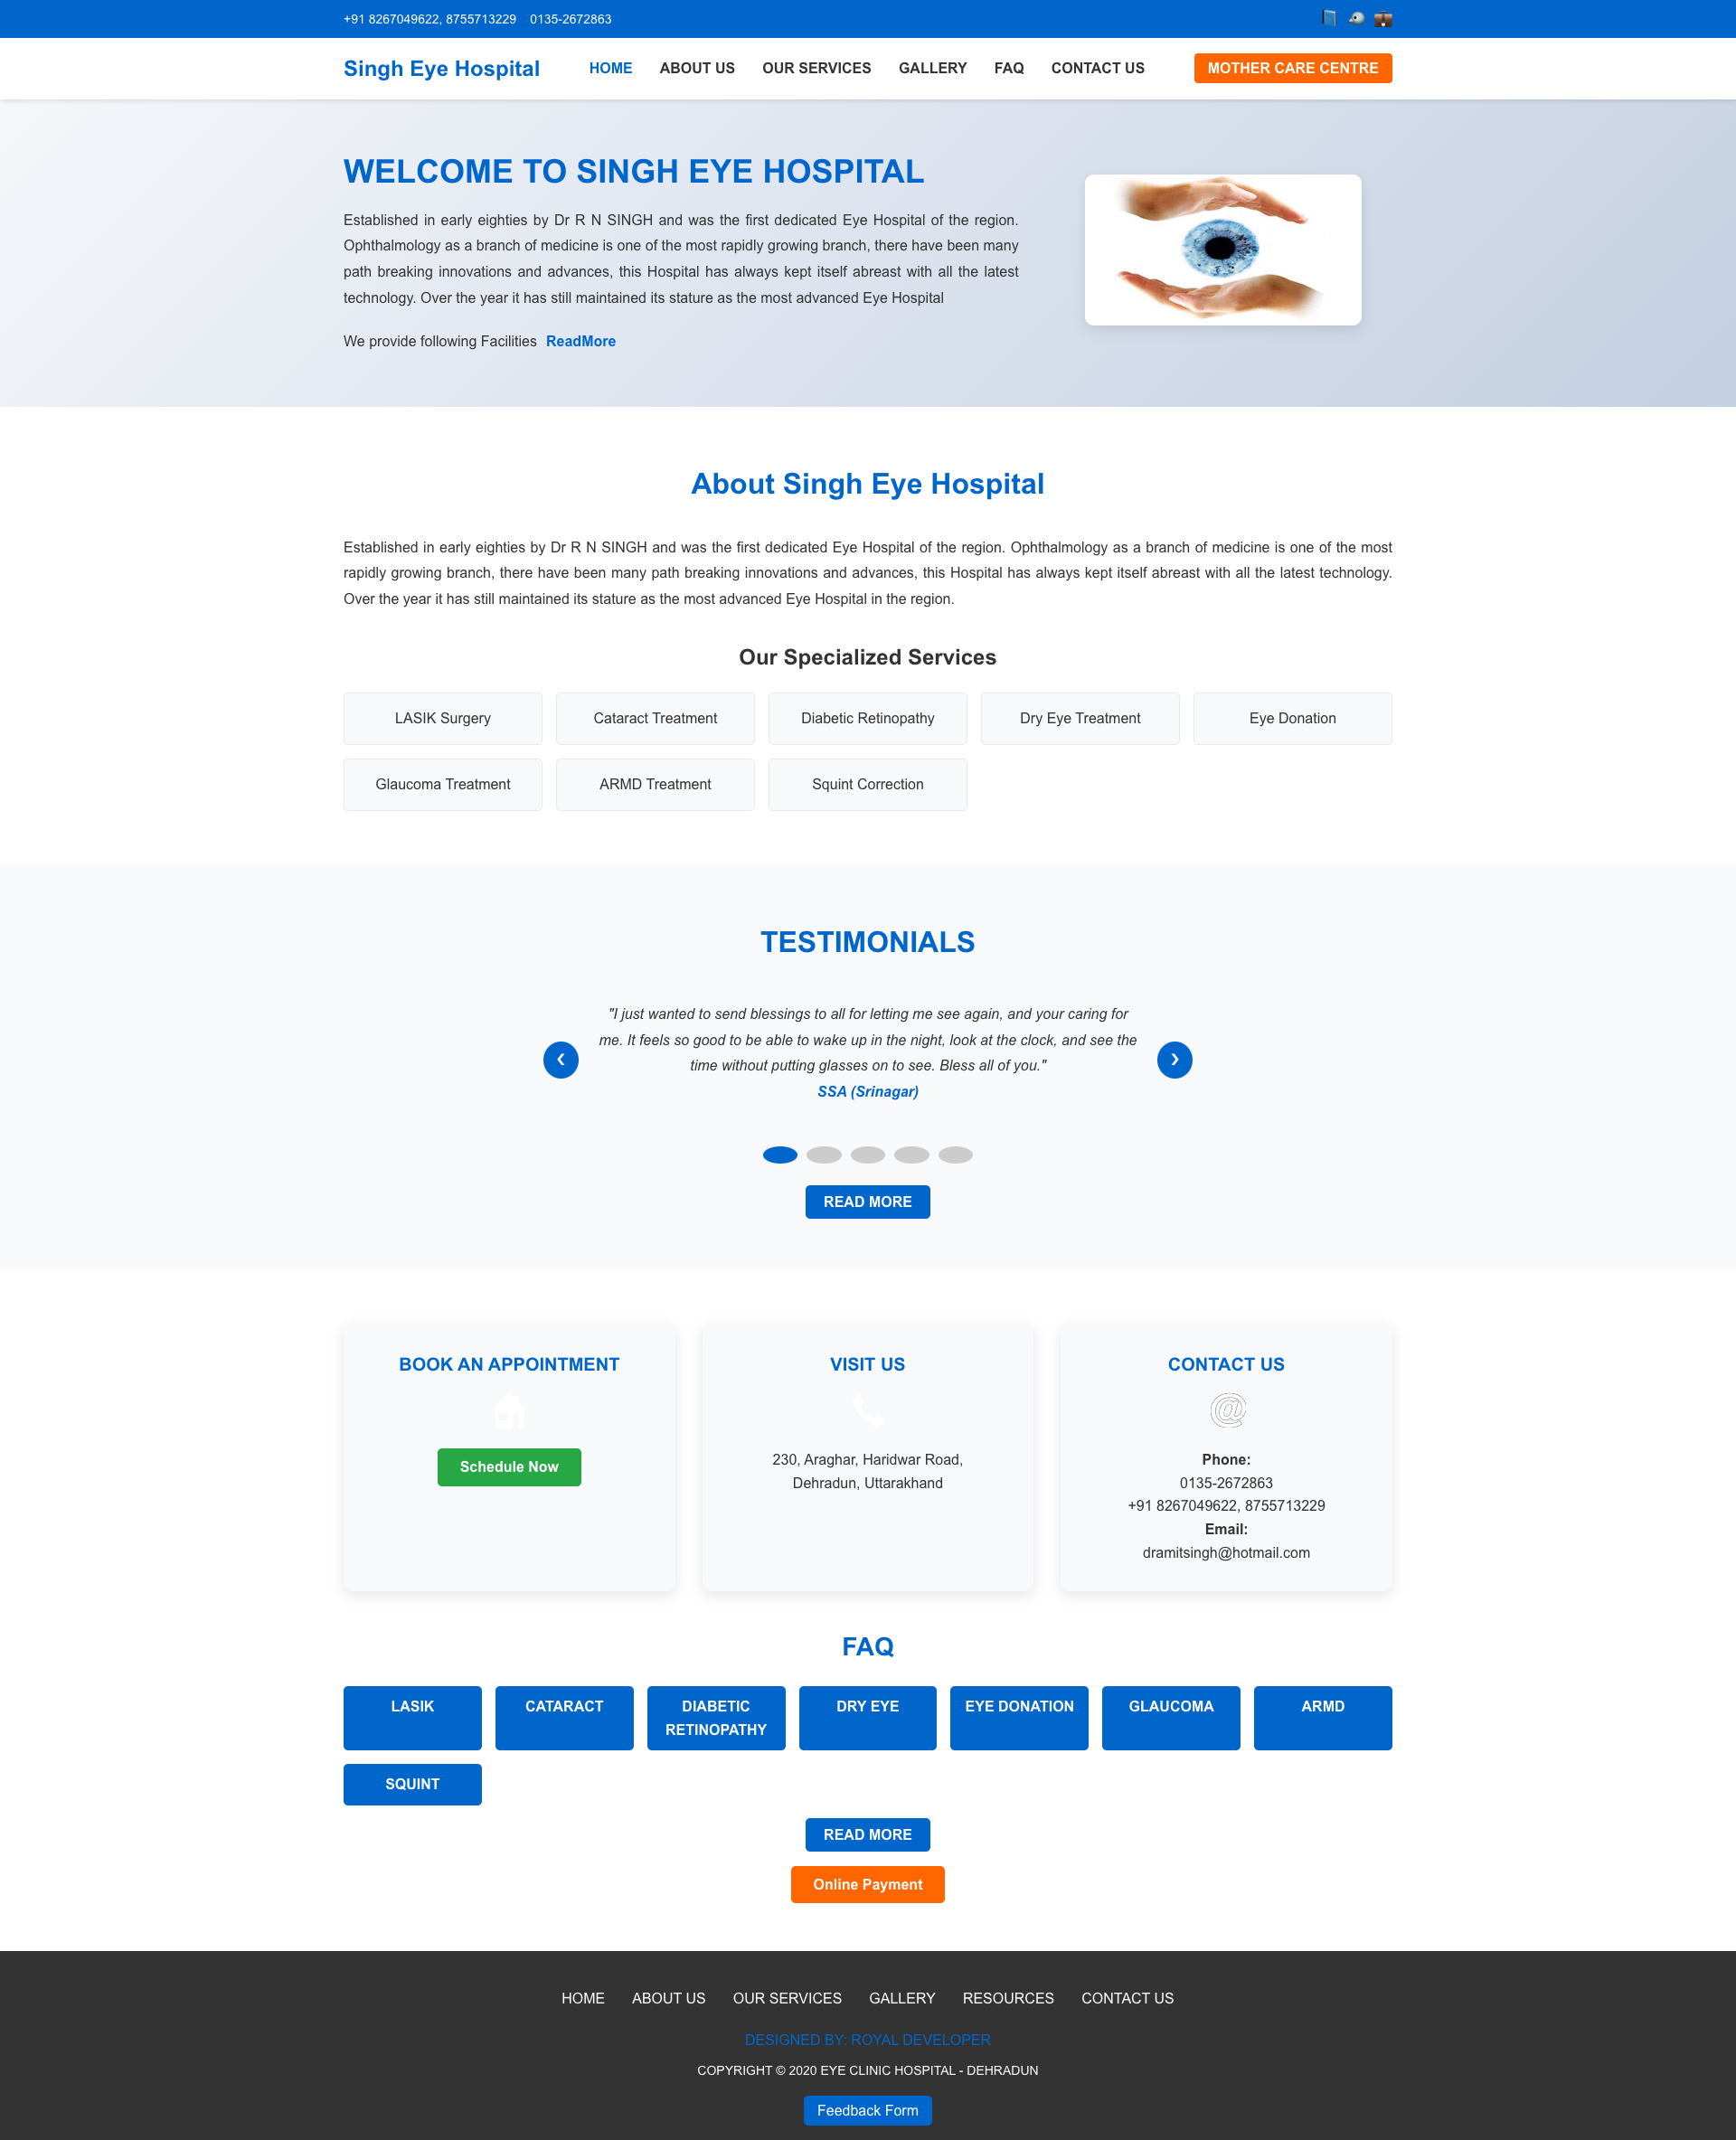 +91 8267049622, 8755713229 0135-2672863
Singh Eye Hospital HOME ABOUT US OUR SERVICES GALLERY FAQ CONTACT US MOTHER CARE CENTRE
WELCOME TO SINGH EYE HOSPITAL
Established in early eighties by Dr R N SINGH and was the first dedicated Eye Hospital of the region.
Ophthalmology as a branch of medicine is one of the most rapidly growing branch, there have been many
path breaking innovations and advances, this Hospital has always kept itself abreast with all the latest
technology. Over the year it has still maintained its stature as the most advanced Eye Hospital
We provide following Facilities ReadMore
About Singh Eye Hospital
Established in early eighties by Dr R N SINGH and was the first dedicated Eye Hospital of the region. Ophthalmology as a branch of medicine is one of the most
rapidly growing branch, there have been many path breaking innovations and advances, this Hospital has always kept itself abreast with all the latest technology.
Over the year it has still maintained its stature as the most advanced Eye Hospital in the region.
Our Specialized Services
LASIK Surgery Cataract Treatment Diabetic Retinopathy Dry Eye Treatment Eye Donation
Glaucoma Treatment ARMD Treatment Squint Correction
TESTIMONIALS
"I just wanted to send blessings to all for letting me see again, and your caring for
me. It feels so good to be able to wake up in the night, look at the clock, and see the
time without putting glasses on to see. Bless all of you."
SSA (Srinagar)
READ MORE
BOOK AN APPOINTMENT
Schedule Now
VISIT US
230, Araghar, Haridwar Road,
Dehradun, Uttarakhand
CONTACT US
@
Phone:
0135-2672863
+91 8267049622, 8755713229
Email:
dramitsingh@hotmail.com
FAQ
LASIK
CATARACT
DIABETIC
RETINOPATHY
DRY EYE
EYE DONATION
GLAUCOMA
ARMD
SQUINT
READ MORE
Online Payment
HOME ABOUT US OUR SERVICES GALLERY RESOURCES CONTACT US
DESIGNED BY: ROYAL DEVELOPER
COPYRIGHT © 2020 EYE CLINIC HOSPITAL - DEHRADUN
Feedback Form